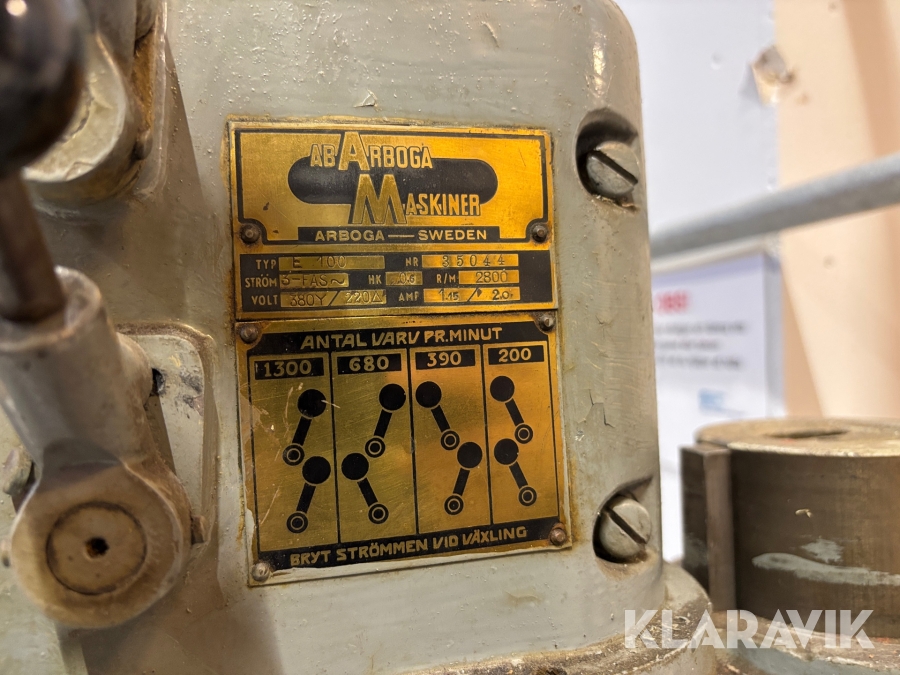 AB ARBOGA
MASKINER
ARBOGA — SWEDEN
TYP E 100 NR 35044
STRÖM 3-FAS~ HK 0.5 R/M 2800
VOLT 380Y/220Δ AMP 1.15/2.0
ANTAL VARV PR.MINUT
1300 680 390 200
BRYT STRÖMMEN VID VÄXLING
KLARAVIK